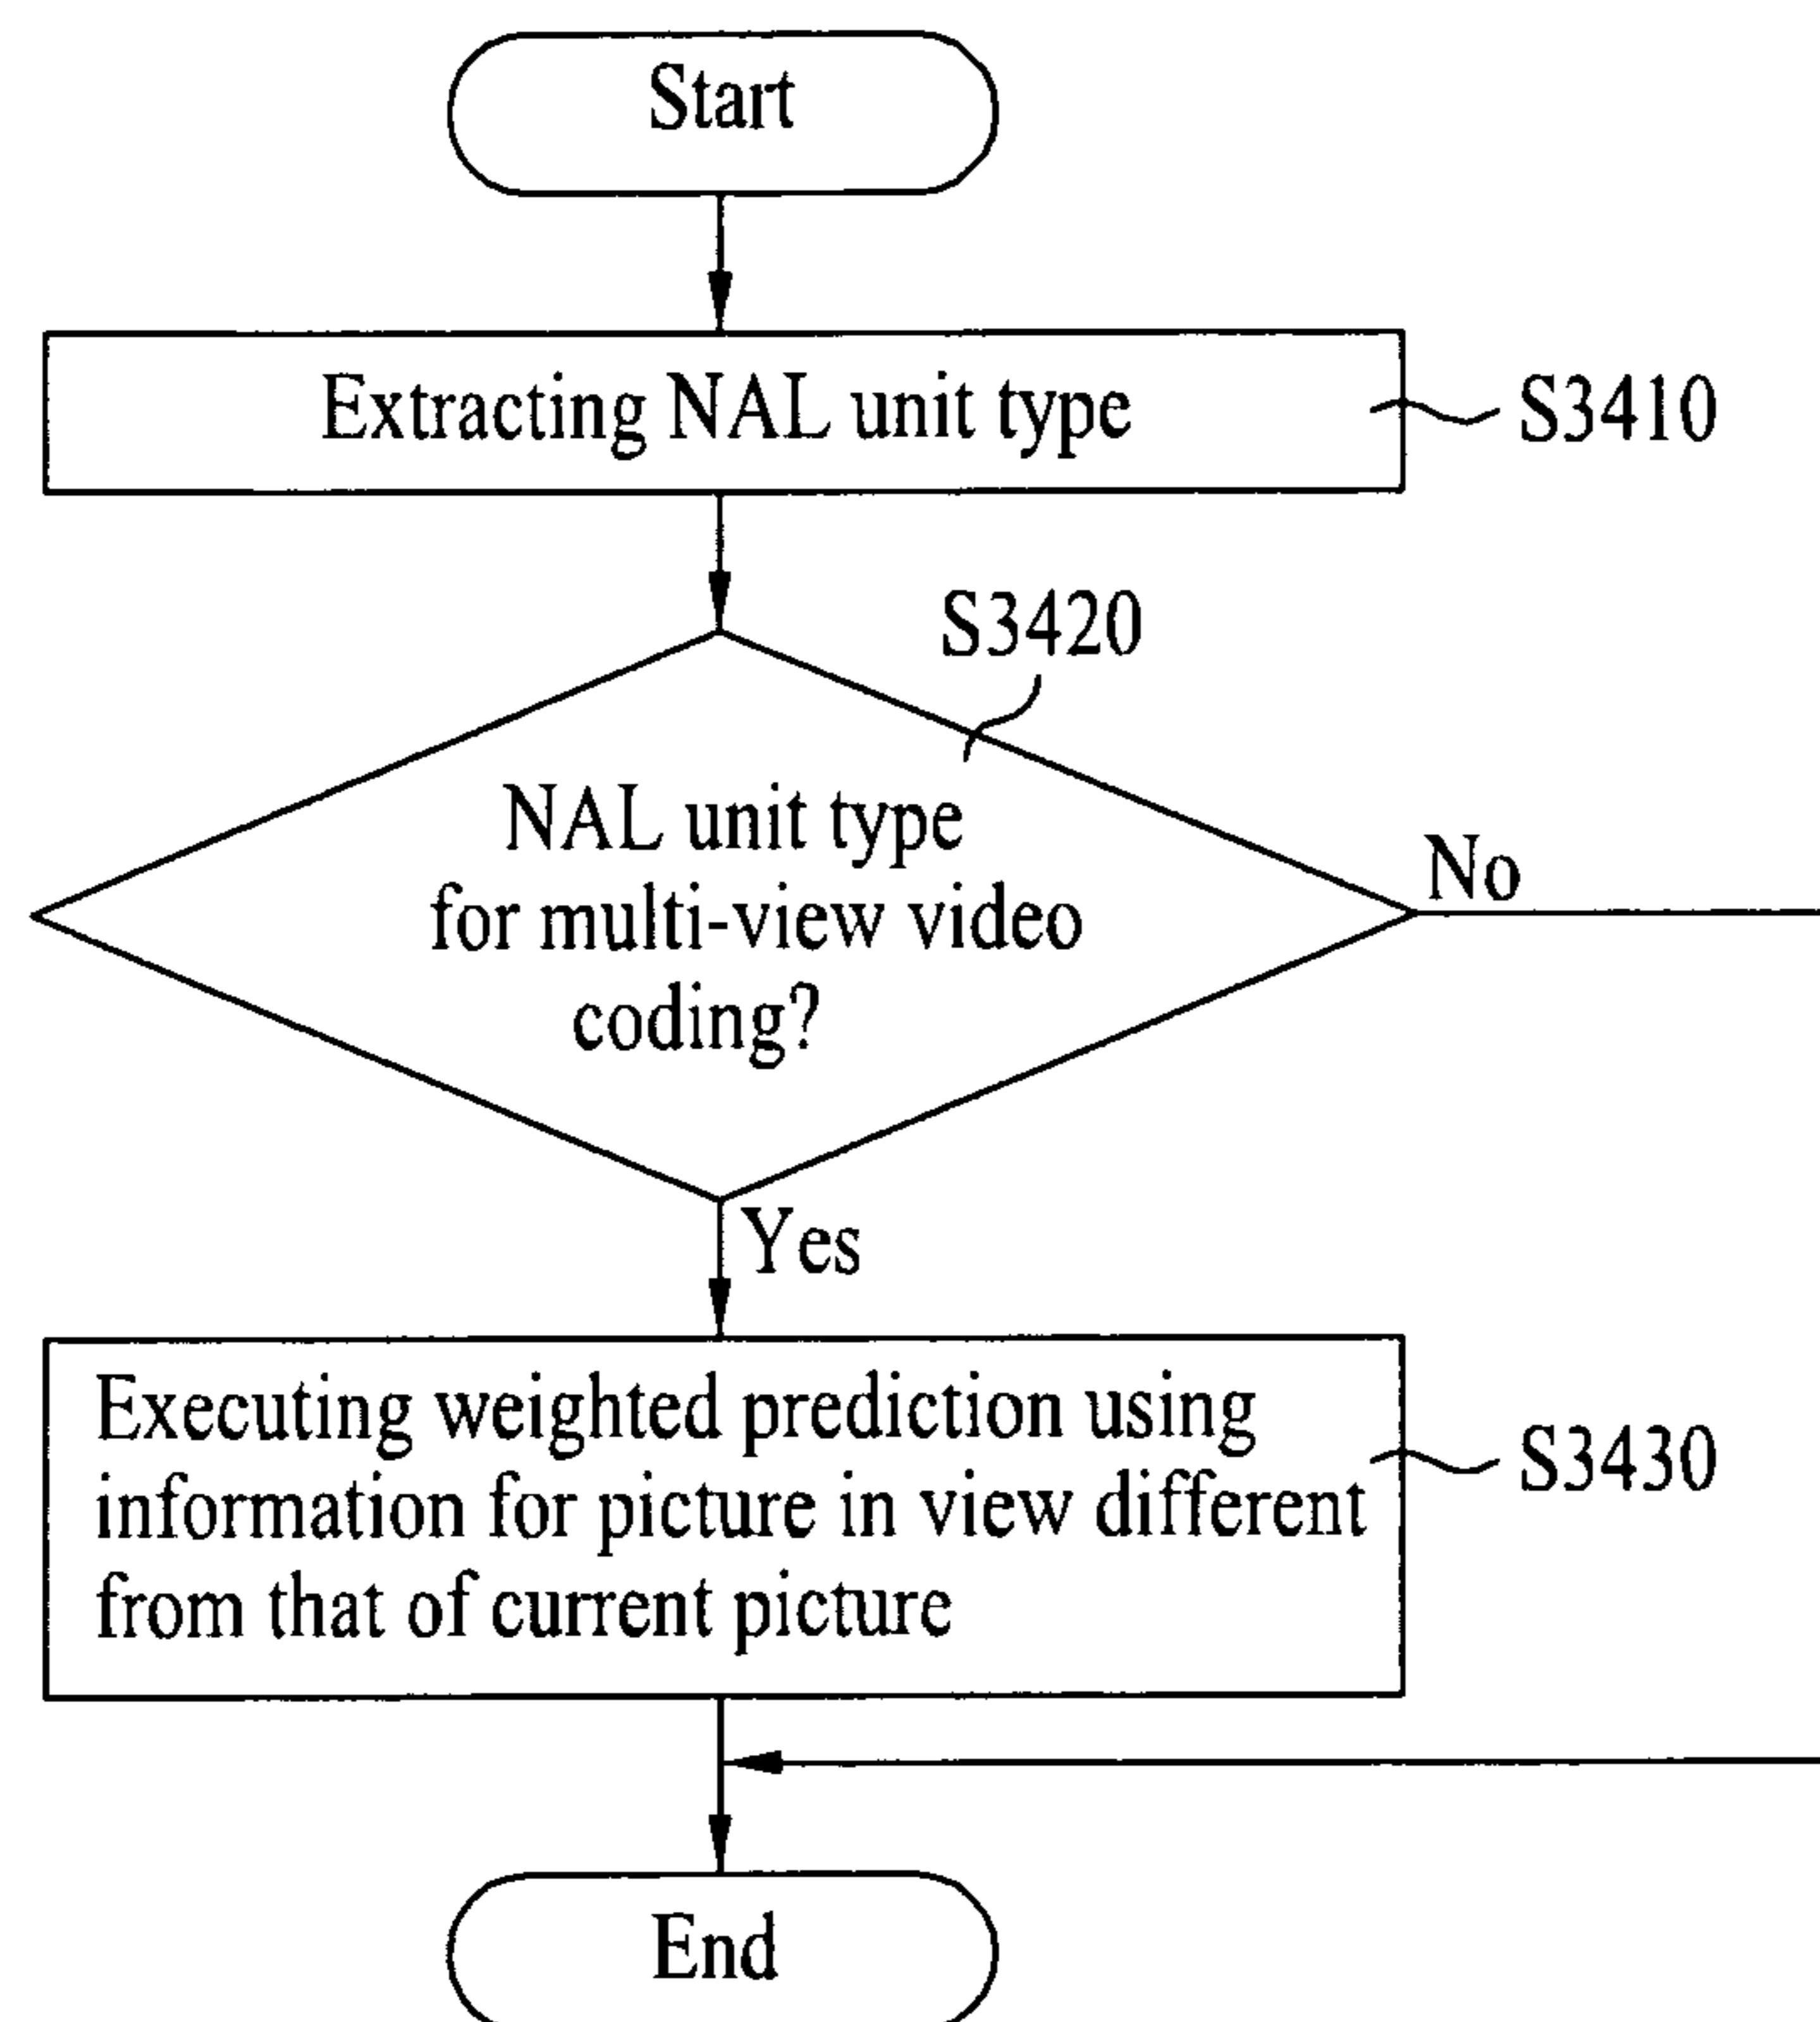 Start
Extracting NAL unit type
S3410
S3420
NAL unit type
for multi-view video
coding?
No
Yes
Executing weighted prediction using
information for picture in view different
from that of current picture
S3430
End